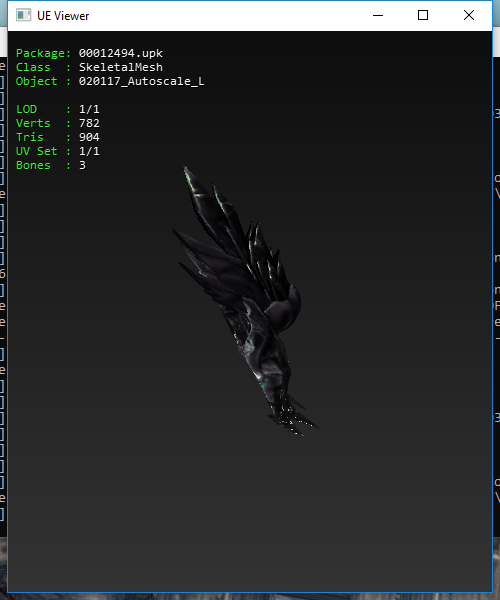 UE Viewer
Package: 00012494.upk
Class : SkeletalMesh
Object : 020117_Autoscale_L
LOD : 1/1
Verts : 782
Tris : 904
UV Set : 1/1
Bones : 3